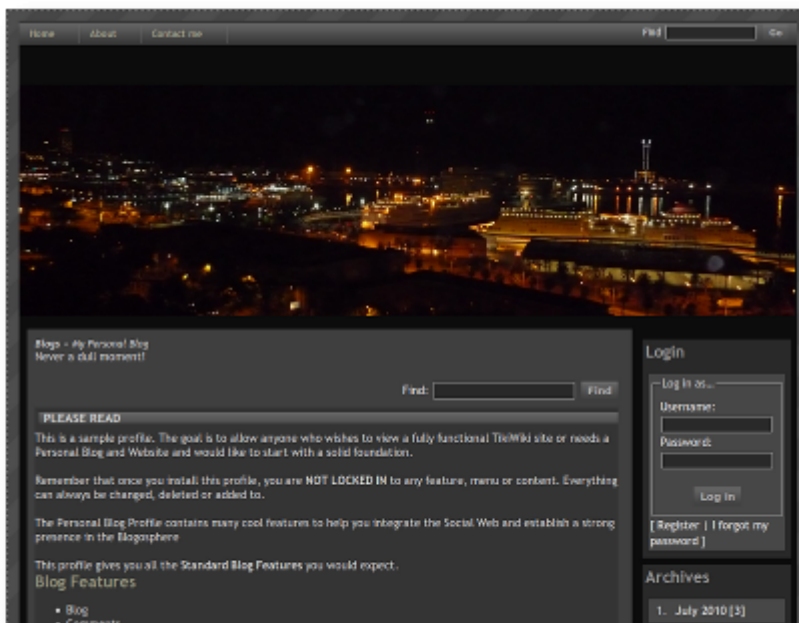 Home About Contact me Find Go
Blogs - My Personal Blog
Never a dull moment!
Find: Find
PLEASE READ
This is a sample profile. The goal is to allow anyone who wishes to view a fully functional TikiWiki site or needs a
Personal Blog and Website and would like to start with a solid foundation.
Remember that once you install this profile, you are NOT LOCKED IN to any feature, menu or content. Everything
can always be changed, deleted or added to.
The Personal Blog Profile contains many cool features to help you integrate the Social Web and establish a strong
presence in the Blogosphere
This profile gives you all the Standard Blog Features you would expect.
Blog Features
• Blog
• Comments
Login
Log in as...
Username:
Password:
Log in
[ Register | I forgot my
password ]
Archives
1. July 2010 [3]